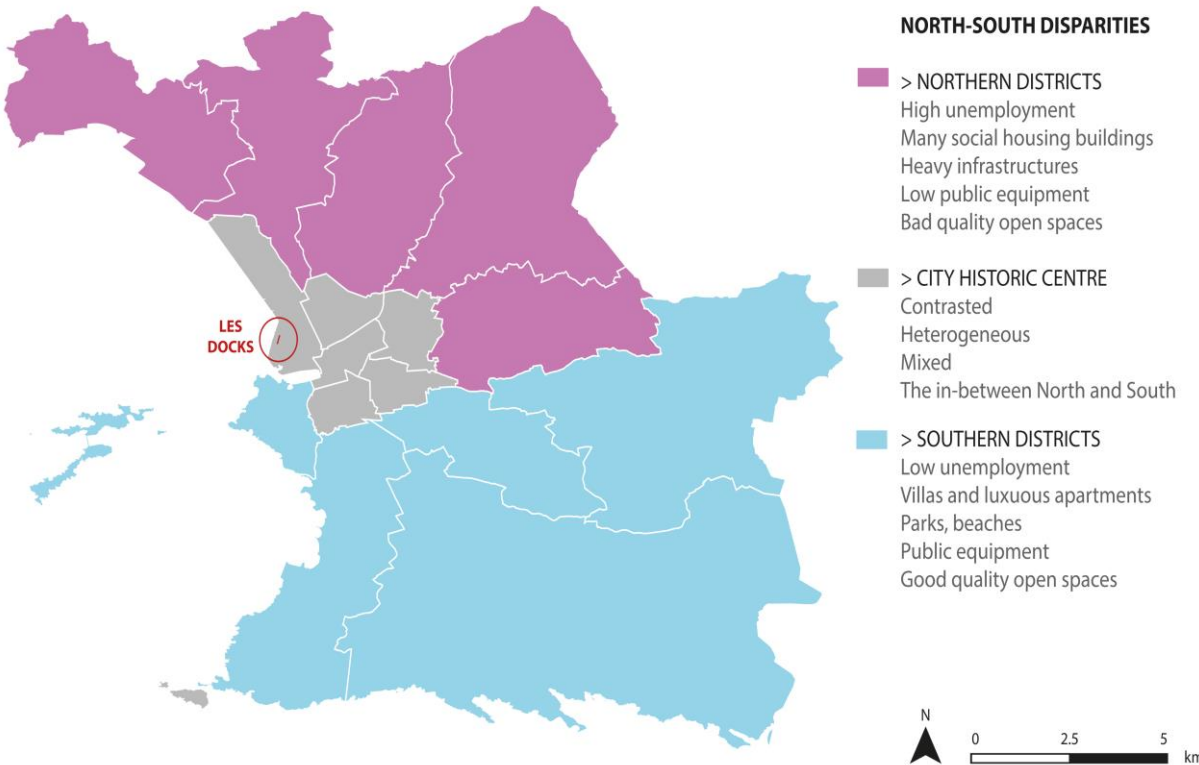 NORTH-SOUTH DISPARITIES
> NORTHERN DISTRICTS
High unemployment
Many social housing buildings
Heavy infrastructures
Low public equipment
Bad quality open spaces
> CITY HISTORIC CENTRE
Contrasted
Heterogeneous
Mixed
The in-between North and South
> SOUTHERN DISTRICTS
Low unemployment
Villas and luxuous apartments
Parks, beaches
Public equipment
Good quality open spaces
LES
DOCKS
N
0 2.5 5
km